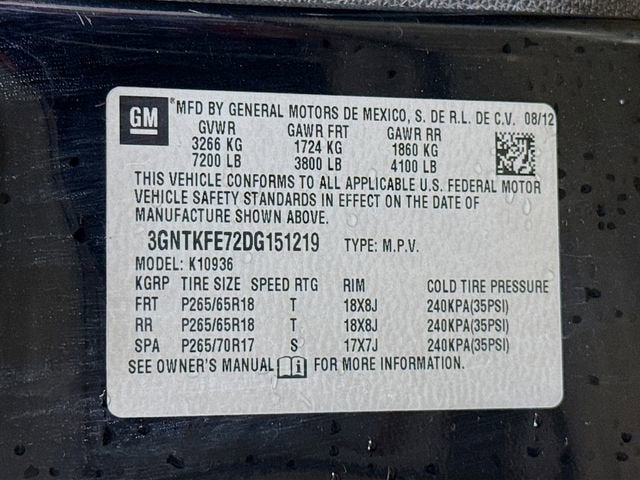 GM
®MFD BY GENERAL MOTORS DE MEXICO, S. DE R.L. DE C.V. 08/12
GVWR GAWR FRT GAWR RR
3266 KG 1724 KG 1860 KG
7200 LB 3800 LB 4100 LB
THIS VEHICLE CONFORMS TO ALL APPLICABLE U.S. FEDERAL MOTOR
VEHICLE SAFETY STANDARDS IN EFFECT ON THE DATE OF
MANUFACTURE SHOWN ABOVE.
3GNTKFE72DG151219 TYPE: M.P.V.
MODEL: K10936
KGRP TIRE SIZE SPEED RTG RIM COLD TIRE PRESSURE
FRT P265/65R18 T 18X8J 240KPA(35PSI)
RR P265/65R18 T 18X8J 240KPA(35PSI)
SPA P265/70R17 S 17X7J 240KPA(35PSI)
SEE OWNER'S MANUAL FOR MORE INFORMATION.